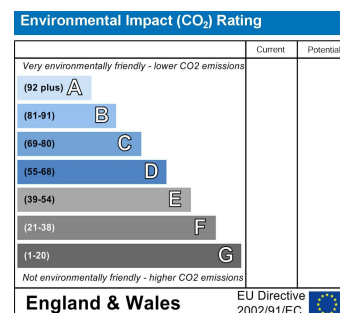 Environmental Impact (CO₂) Rating
Current Potential
Very environmentally friendly - lower CO2 emissions
(92 plus) A
(81-91) B
(69-80) C
(55-68) D
(39-54) E
(21-38) F
(1-20) G
Not environmentally friendly - higher CO2 emissions
England & Wales
EU Directive
2002/91/EC